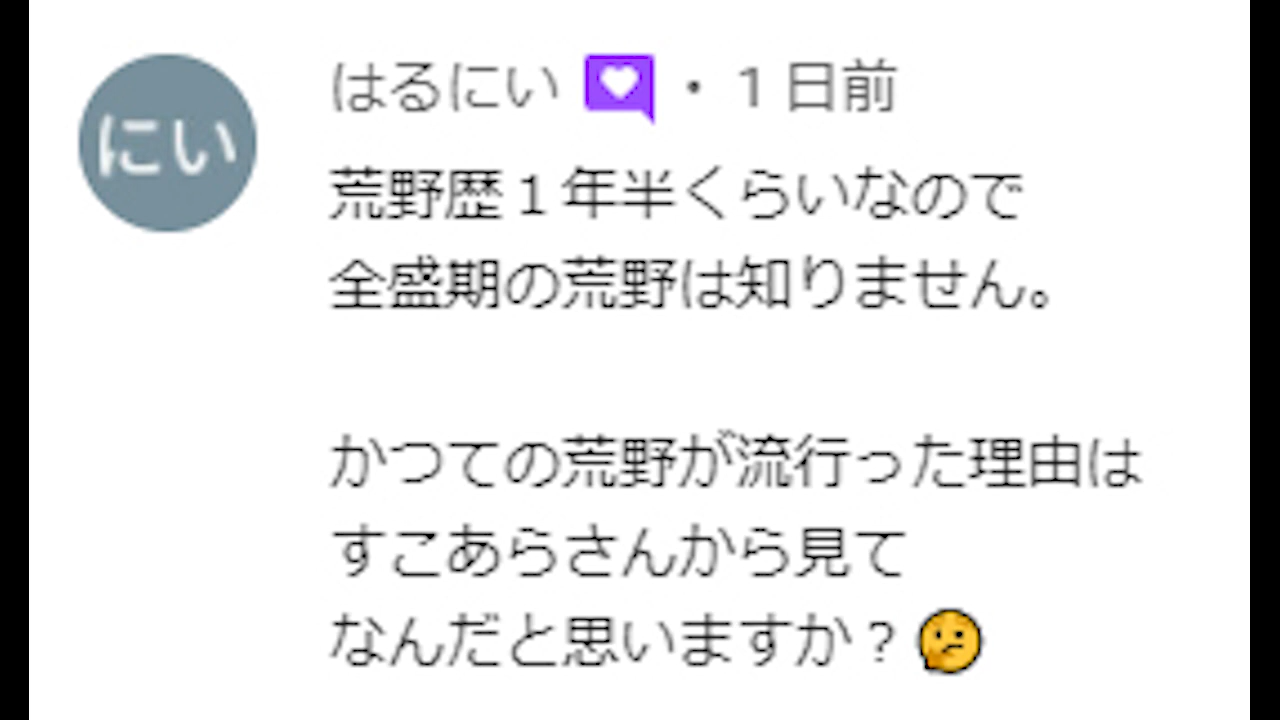 にい
はるにい ・1日前
荒野歴1年半くらいなので
全盛期の荒野は知りません。
かつての荒野が流行った理由は
すこあらさんから見て
なんだと思いますか？🤔